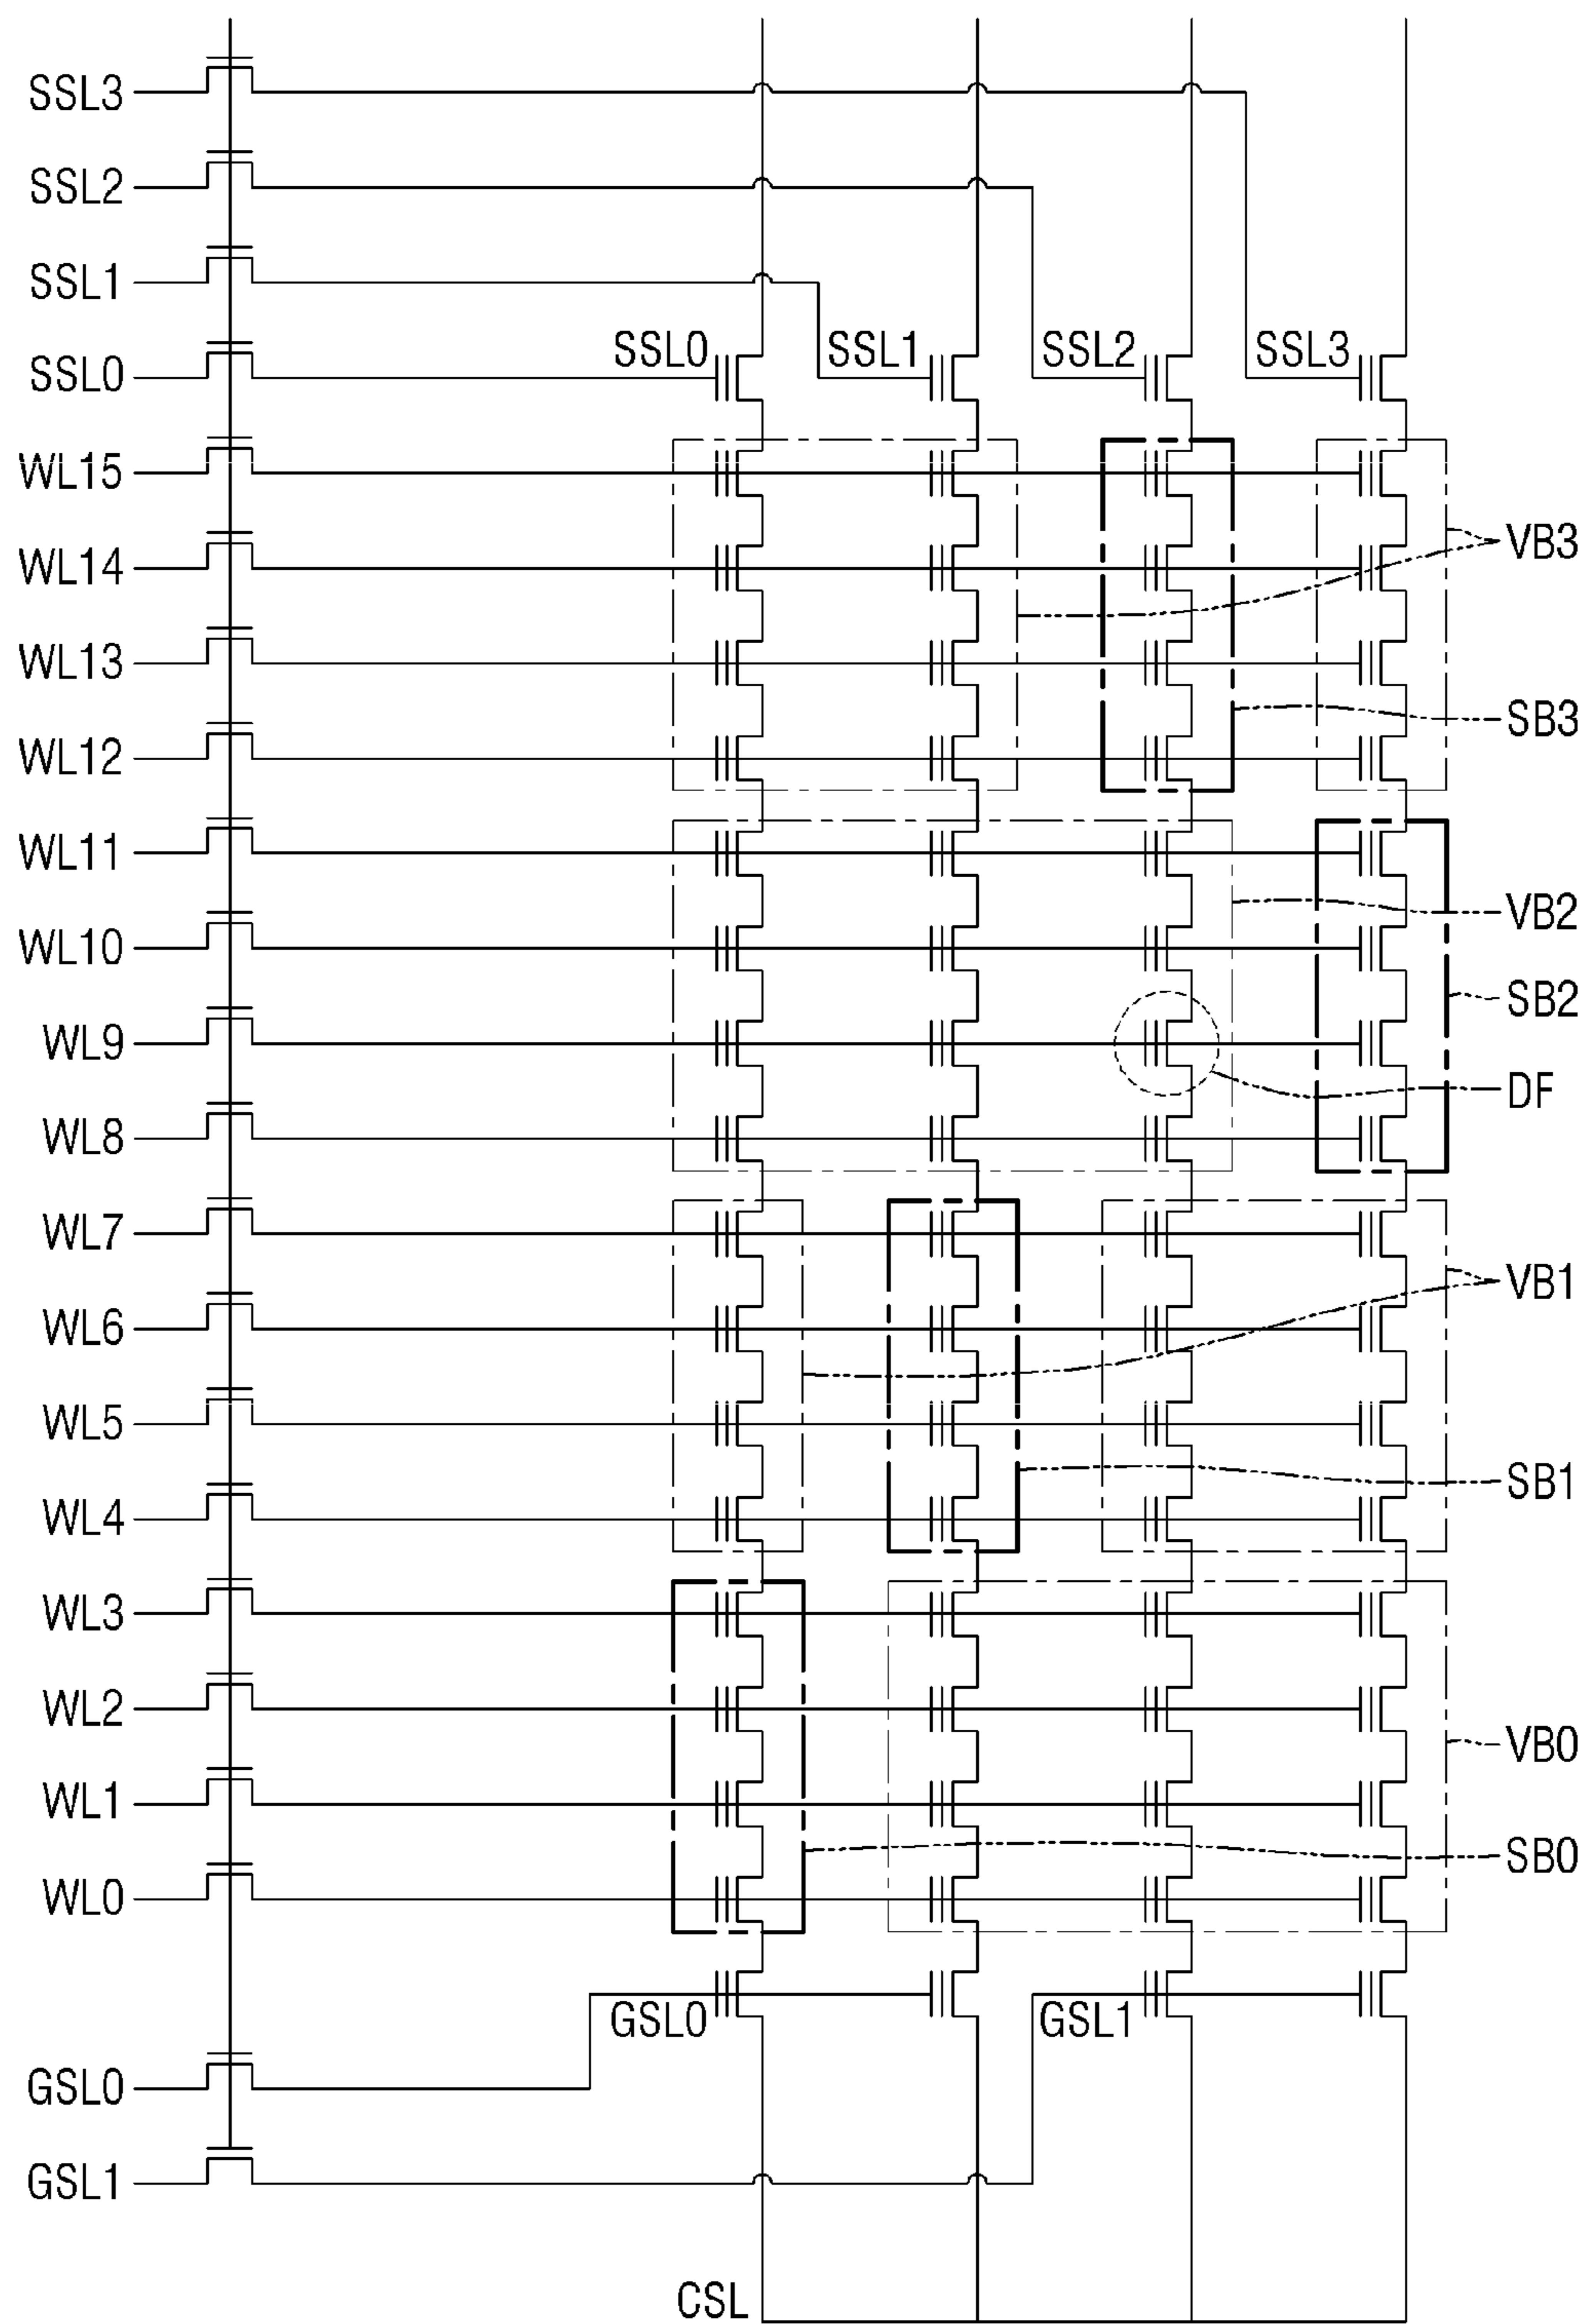 SSL3
SSL2
SSL1
SSL0 SSL0 SSL1 SSL2 SSL3
WL15
WL14 VB3
WL13
WL12 SB3
WL11
WL10 VB2
SB2
WL9
DF
WL8
WL7
VB1
WL6
WL5
SB1
WL4
WL3
WL2
VB0
WL1
SB0
WL0
GSL0 GSL1
GSL0
GSL1
CSL